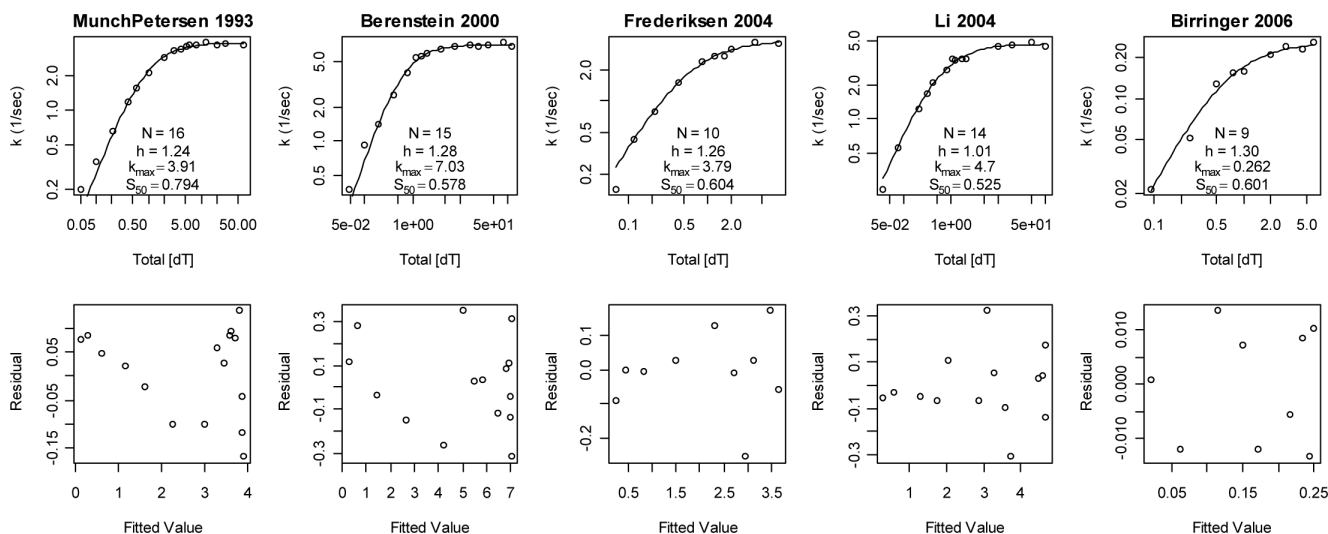 MunchPetersen 1993
k (1/sec)
2.0
0.5
0.2
N = 16
h = 1.24
kmax = 3.91
S50 = 0.794
0.05 0.50 5.00 50.00
Total [dT]
Berenstein 2000
k (1/sec)
5.0
2.0
1.0
0.5
N = 15
h = 1.28
kmax = 7.03
S50 = 0.578
5e-02 1e+00 5e+01
Total [dT]
Frederiksen 2004
k (1/sec)
2.0
1.0
0.5
0.2
N = 10
h = 1.26
kmax = 3.79
S50 = 0.604
0.1 0.5 2.0
Total [dT]
Li 2004
k (1/sec)
5.0
2.0
1.0
0.5
N = 14
h = 1.01
kmax = 4.7
S50 = 0.525
5e-02 1e+00 5e+01
Total [dT]
Birringer 2006
k (1/sec)
0.20
0.10
0.05
0.02
N = 9
h = 1.30
kmax = 0.262
S50 = 0.601
0.1 0.5 2.0 5.0
Total [dT]
Residual
0.05
-0.05
-0.15
0 1 2 3 4
Fitted Value
Residual
0.3
0.1
-0.1
-0.3
0 1 2 3 4 5 6 7
Fitted Value
Residual
0.1
0.0
-0.2
0.5 1.5 2.5 3.5
Fitted Value
Residual
0.3
0.1
-0.1
-0.3
1 2 3 4
Fitted Value
Residual
0.010
0.000
-0.010
0.05 0.15 0.25
Fitted Value